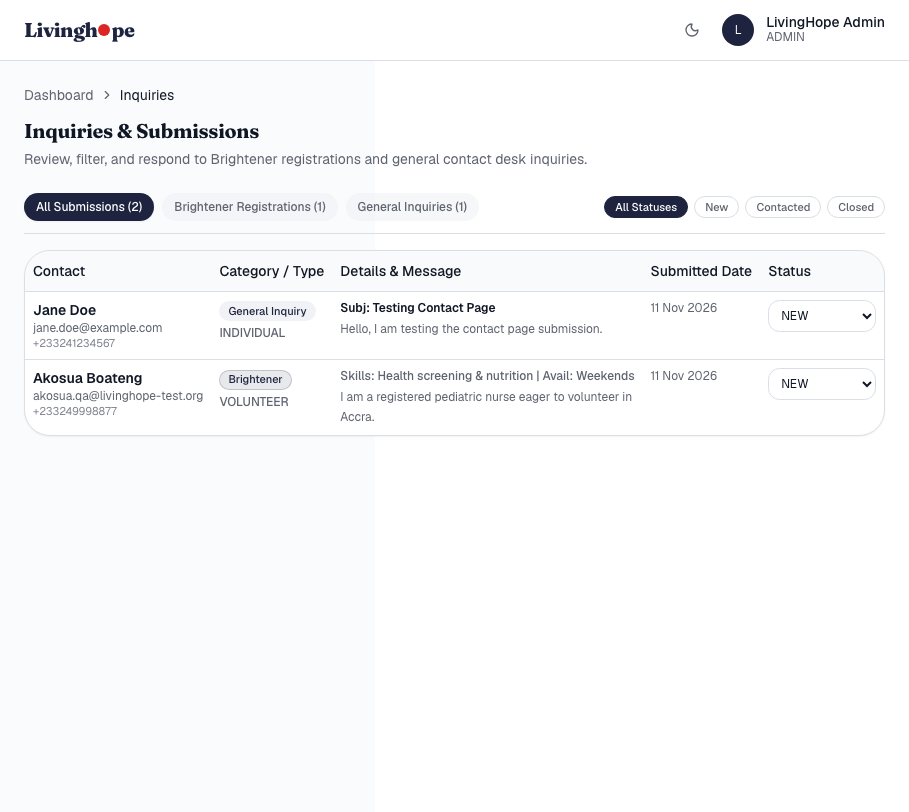 Livinghope
L
LivingHope Admin
ADMIN
Dashboard > Inquiries
Inquiries & Submissions
Review, filter, and respond to Brightener registrations and general contact desk inquiries.
All Submissions (2) Brightener Registrations (1) General Inquiries (1) All Statuses New Contacted Closed
Contact Category / Type Details & Message Submitted Date Status
Jane Doe General Inquiry Subj: Testing Contact Page 11 Nov 2026 NEW
jane.doe@example.com INDIVIDUAL Hello, I am testing the contact page submission.
+233241234567
Akosua Boateng Brightener Skills: Health screening & nutrition | Avail: Weekends 11 Nov 2026 NEW
akosua.qa@livinghope-test.org VOLUNTEER I am a registered pediatric nurse eager to volunteer in
+233249998877 Accra.